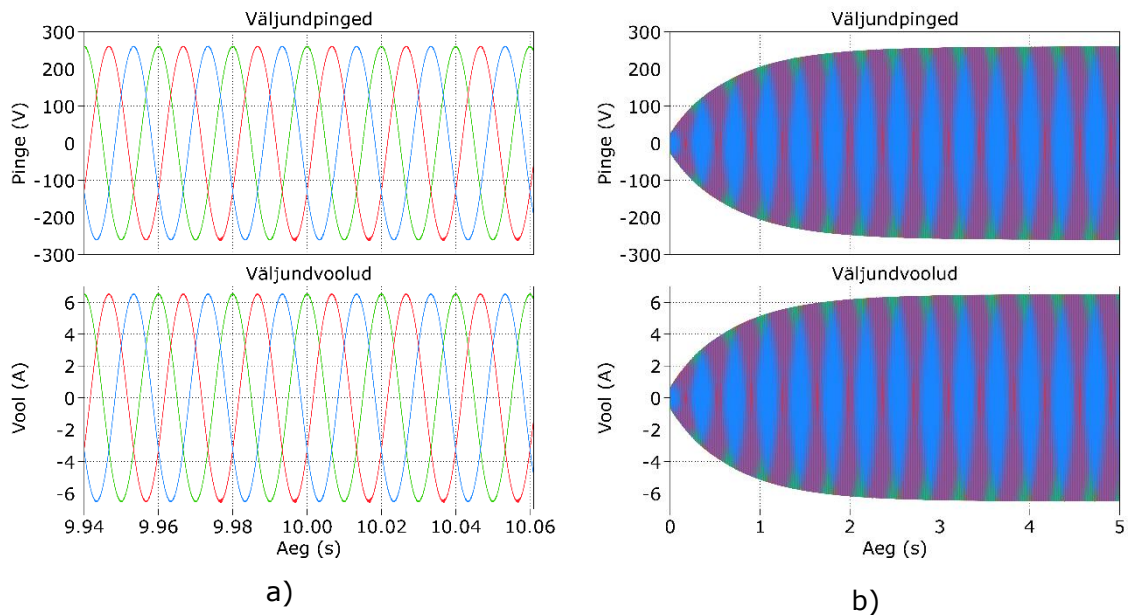 Väljundpinged
300
200
100
0
-100
-200
-300
Pinge (V)
Väljundvoolud
6
4
2
0
-2
-4
-6
Vool (A)
9.94 9.96 9.98 10.00 10.02 10.04 10.06
Aeg (s)
a)
Väljundpinged
300
200
100
0
-100
-200
-300
Pinge (V)
Väljundvoolud
6
4
2
0
-2
-4
-6
Vool (A)
0 1 2 3 4 5
Aeg (s)
b)